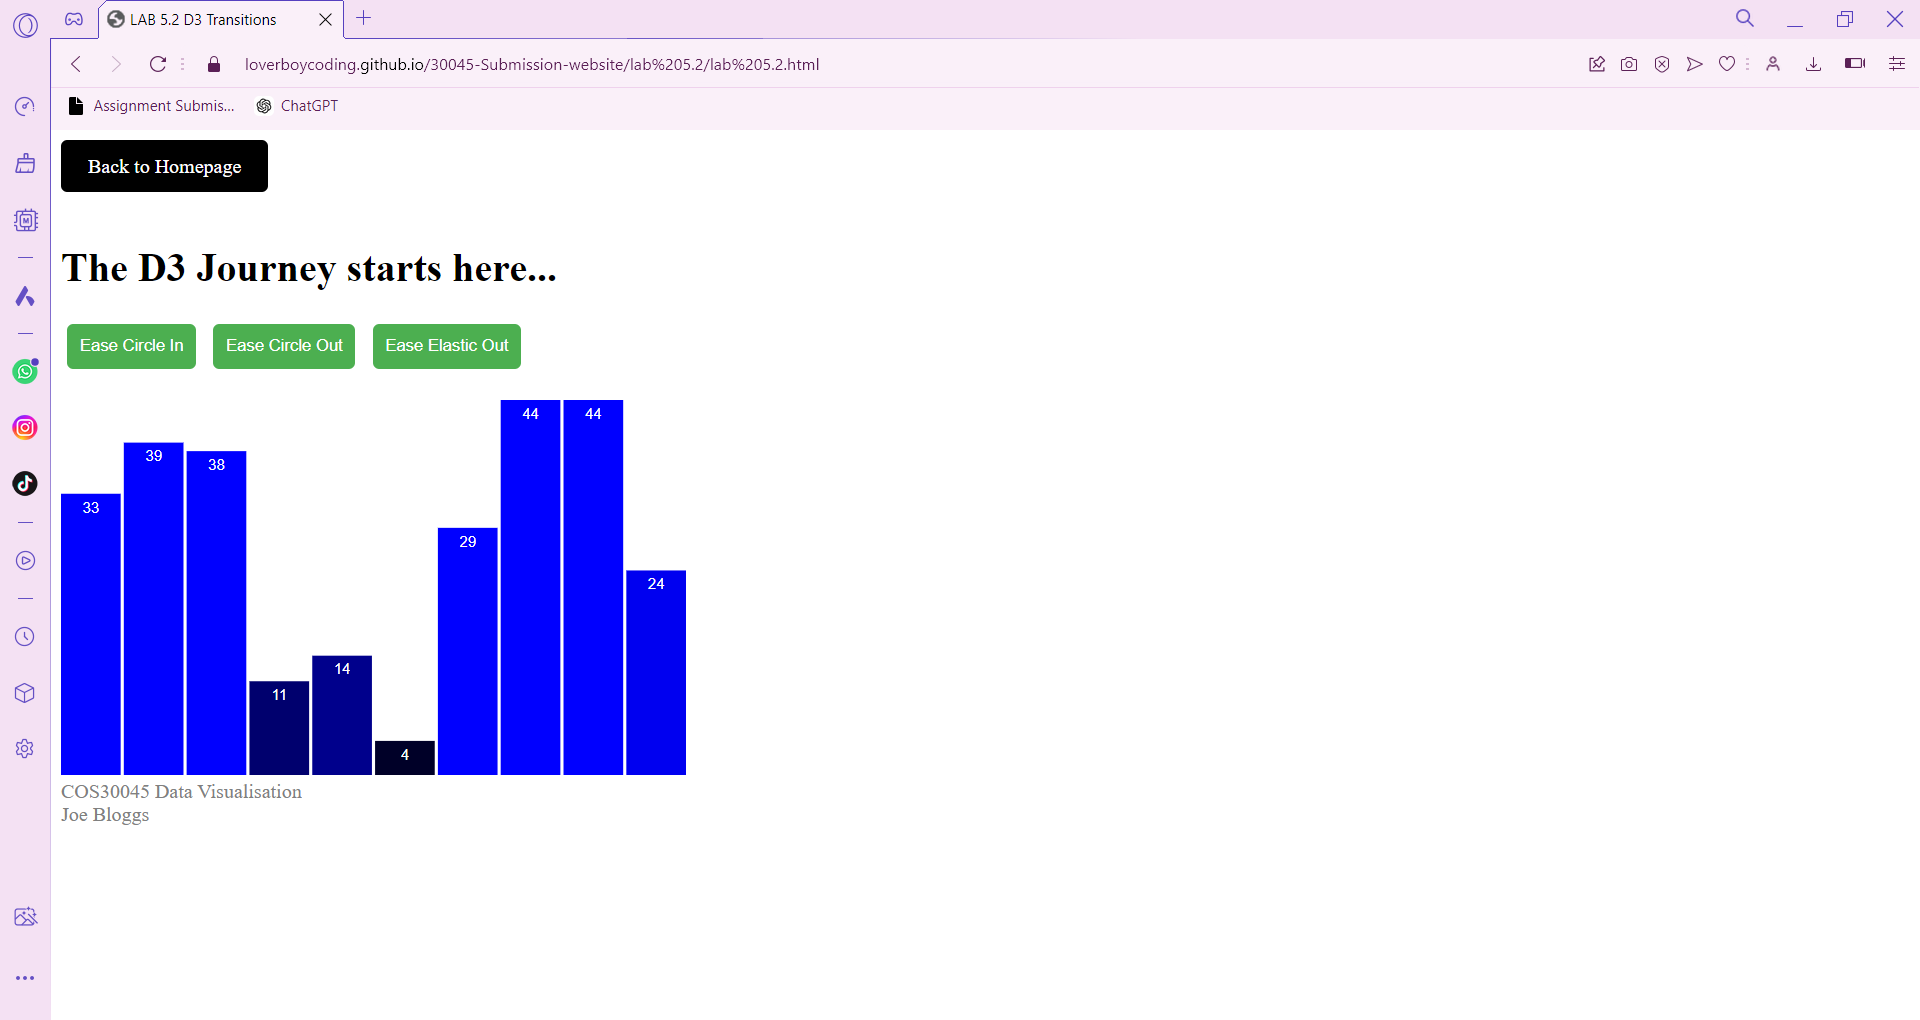 LAB 5.2 D3 Transitions
loverboycoding.github.io/30045-Submission-website/lab%205.2/lab%205.2.html
Assignment Submis... ChatGPT
Back to Homepage
The D3 Journey starts here...
Ease Circle In Ease Circle Out Ease Elastic Out
33 39 38 11 14 4 29 44 44 24
COS30045 Data Visualisation
Joe Bloggs